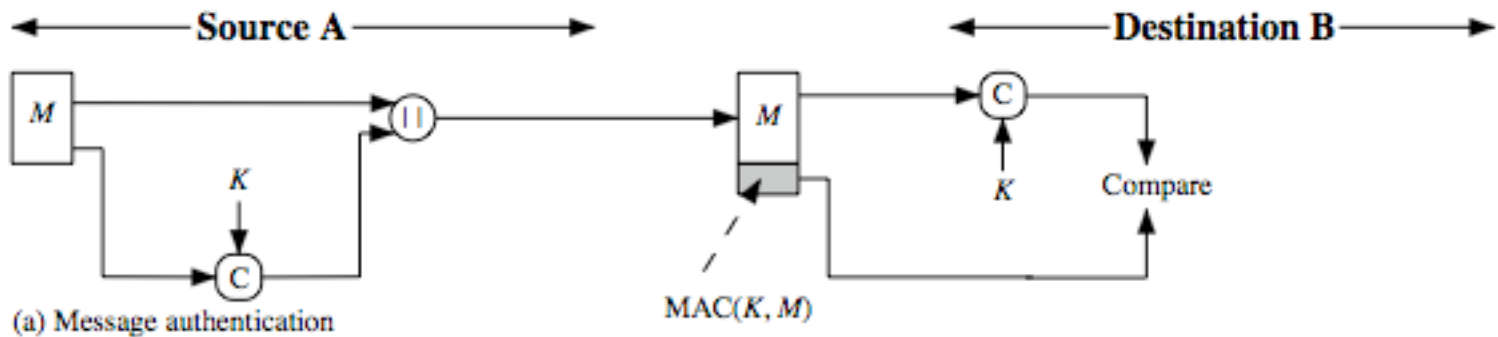 Source A Destination B
M || M C
K K Compare
C
MAC(K, M)
(a) Message authentication